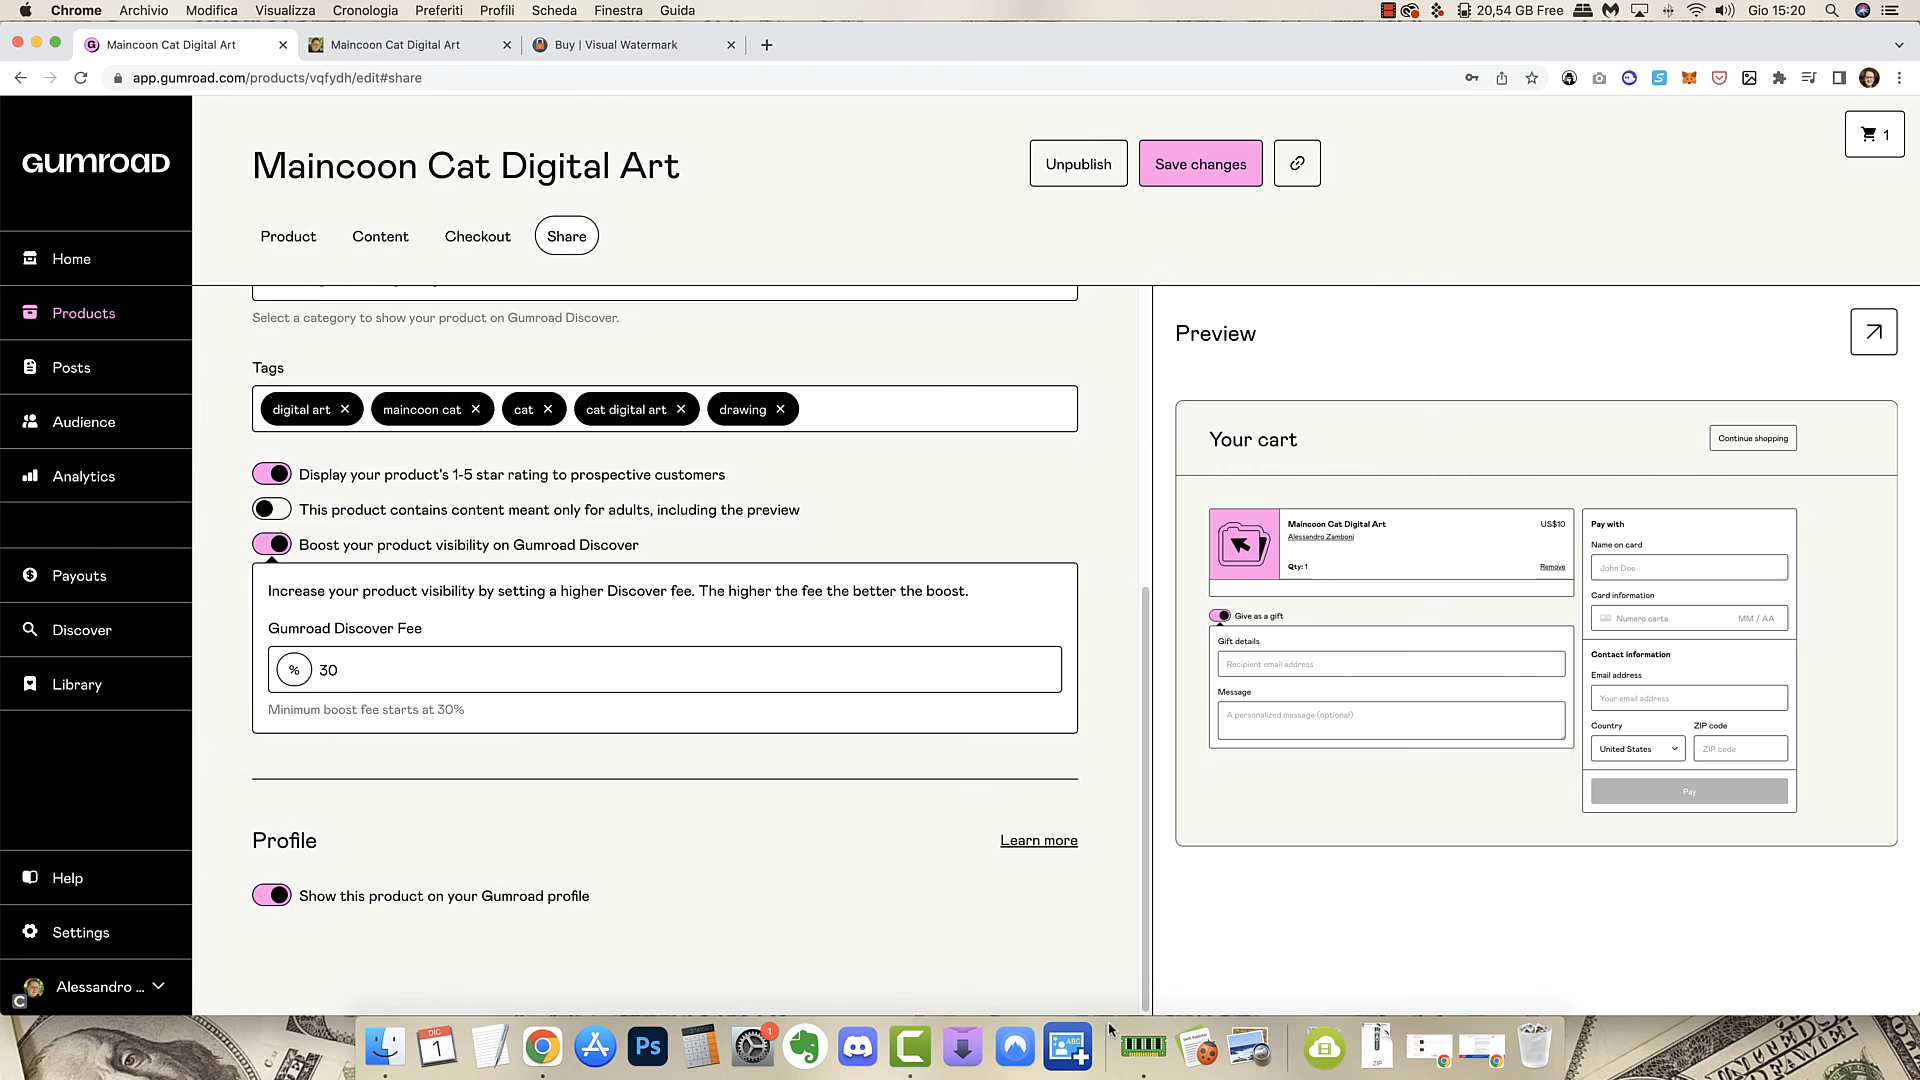 Chrome Archivio Modifica Visualizza Cronologia Preferiti Profili Scheda Finestra Guida 20,54 GB Free Gio 15:20
Maincoon Cat Digital Art Maincoon Cat Digital Art Buy | Visual Watermark
app.gumroad.com/products/vqfydh/edit#share
GUMROAD
Home
Products
Posts
Audience
Analytics
Payouts
Discover
Library
Help
Settings
Alessandro ...
1
Maincoon Cat Digital Art
Unpublish Save changes
Product Content Checkout Share
Select a category to show your product on Gumroad Discover.
Tags
digital art maincoon cat cat cat digital art drawing
Display your product's 1-5 star rating to prospective customers
This product contains content meant only for adults, including the preview
Boost your product visibility on Gumroad Discover
Increase your product visibility by setting a higher Discover fee. The higher the fee the better the boost.
Gumroad Discover Fee
% 30
Minimum boost fee starts at 30%
Profile Learn more
Show this product on your Gumroad profile
Preview
Your cart Continue shopping
Maincoon Cat Digital Art US$10
Alessandro Zamboni
Qty: 1 Remove
Give as a gift
Gift details
Recipient email address
Message
A personalized message (optional)
Pay with
Name on card
John Doe
Card information
Numero carta MM / AA
Contact information
Email address
Your email address
Country ZIP code
United States ZIP code
Pay
DIC
1
Ps
1
ABC
ZIP